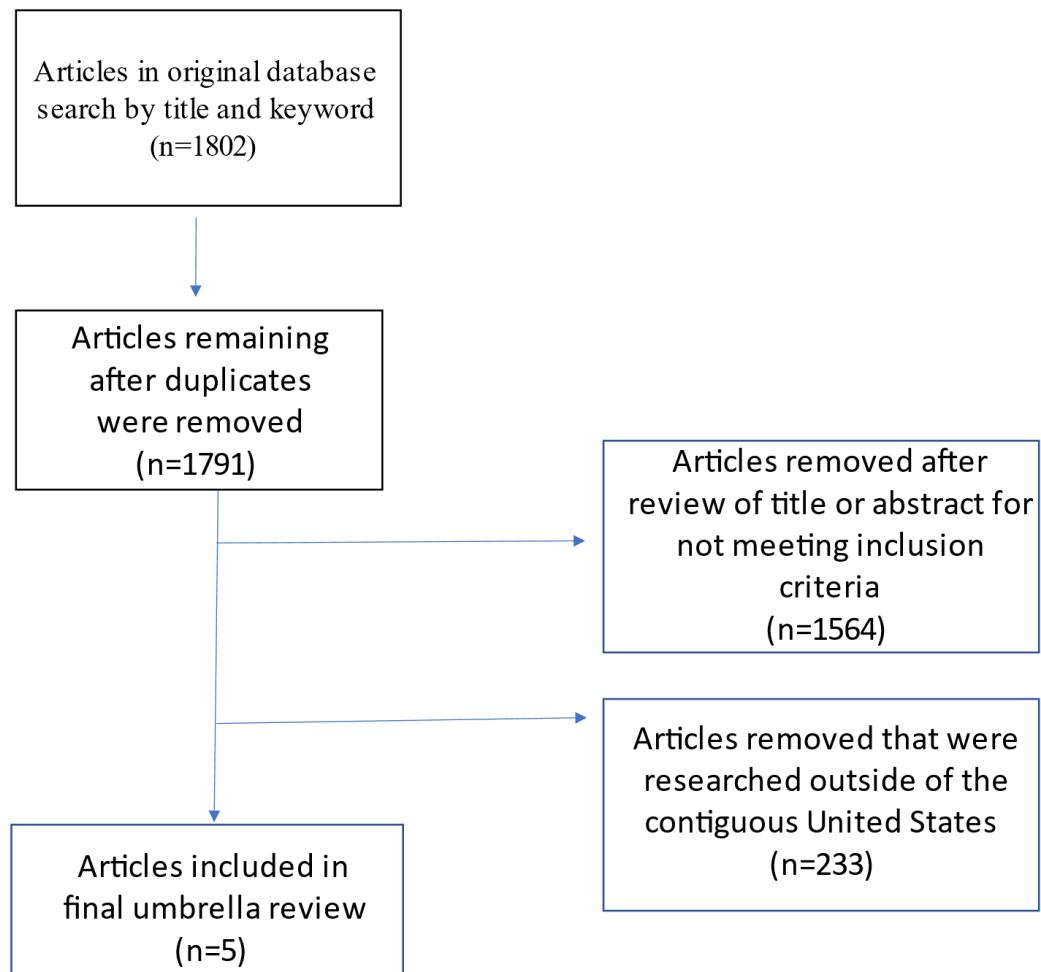 Articles in original database
search by title and keyword
(n=1802)
Articles remaining
after duplicates
were removed
(n=1791)
Articles removed after
review of title or abstract for
not meeting inclusion
criteria
(n=1564)
Articles removed that were
researched outside of the
contiguous United States
(n=233)
Articles included in
final umbrella review
(n=5)